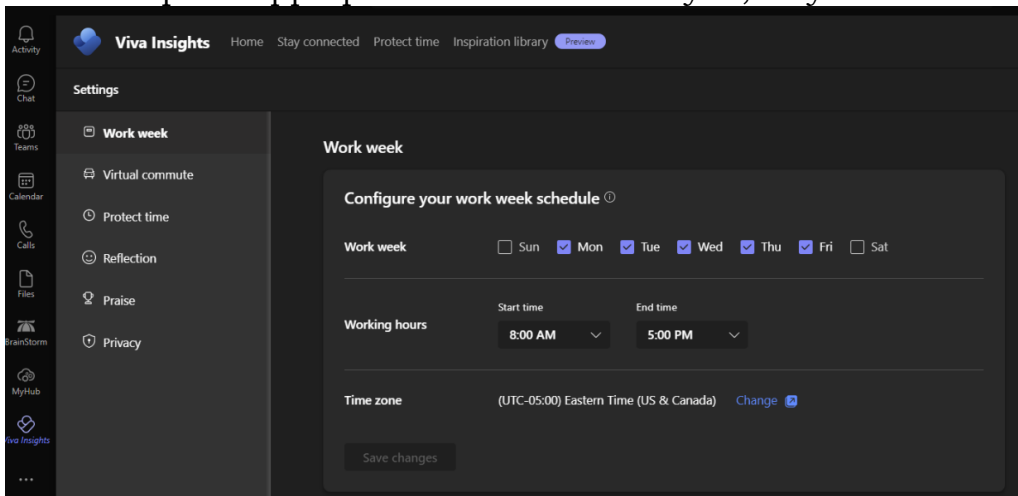 Activity
Viva Insights Home Stay connected Protect time Inspiration library Preview
Chat
Settings
Teams
Work week
Virtual commute
Calendar
Protect time
Calls
Reflection
Files
Praise
BrainStorm
Privacy
MyHub
Viva Insights
Work week
Configure your work week schedule
Work week Sun Mon Tue Wed Thu Fri Sat
Start time End time
Working hours 8:00 AM 5:00 PM
Time zone (UTC-05:00) Eastern Time (US & Canada) Change
Save changes